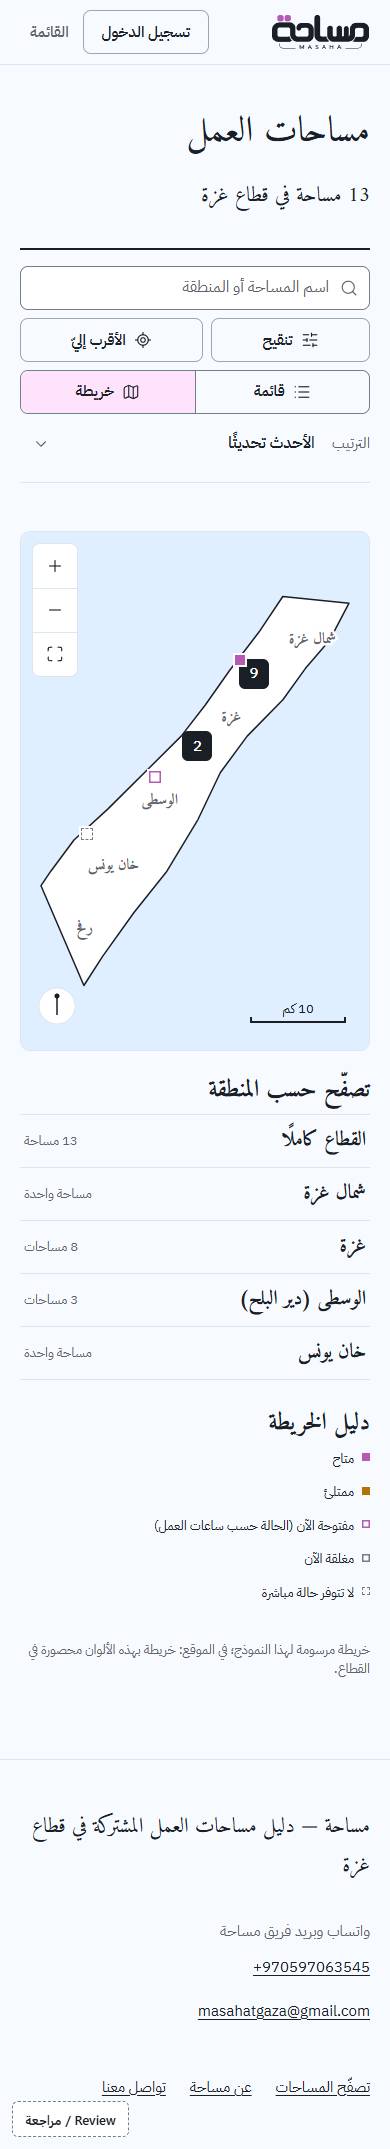 مساحة
MASAHA
تسجيل الدخول
القائمة
مساحات العمل
13 مساحة في قطاع غزة
اسم المساحة أو المنطقة
تنقيح
الأقرب إليّ
قائمة
خريطة
الترتيب
الأحدث تحديثًا
شمال غزة
9
غزة
2
الوسطى
خان يونس
رفح
10 كم
تصفّح حسب المنطقة
القطاع كاملًا
13 مساحة
شمال غزة
مساحة واحدة
غزة
8 مساحات
الوسطى (دير البلح)
3 مساحات
خان يونس
مساحة واحدة
دليل الخريطة
متاح
ممتلئ
مفتوحة الآن (الحالة حسب ساعات العمل)
مغلقة الآن
لا تتوفر حالة مباشرة
خريطة مرسومة لهذا النموذج؛ في الموقع: خريطة بهذه الألوان محصورة في
القطاع.
مساحة — دليل مساحات العمل المشتركة في قطاع
غزة
واتساب وبريد فريق مساحة
+970597063545
masahatgaza@gmail.com
تصفّح المساحات
عن مساحة
تواصل معنا
مراجعة / Review